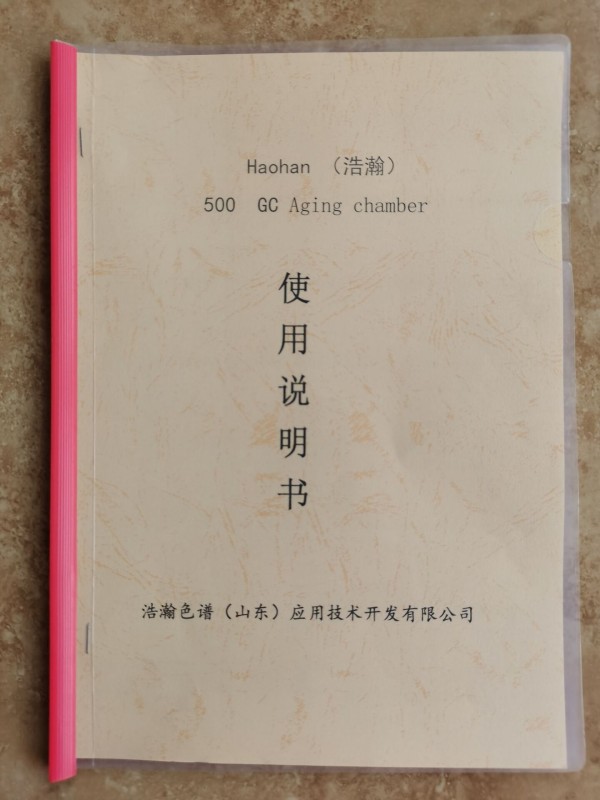 Haohan （浩瀚）
500 GC Aging chamber
使用说明书
浩瀚色谱（山东）应用技术开发有限公司